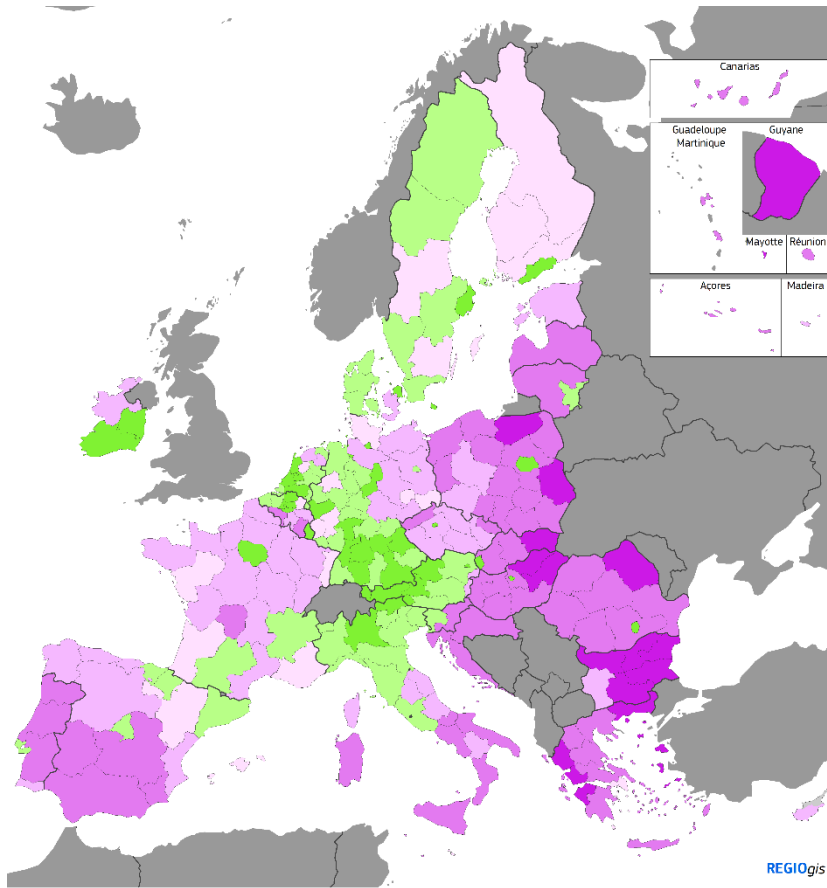 Canarias
Guadeloupe
Martinique
Guyane
Mayotte
Réunion
Açores
Madeira
REGIOgis